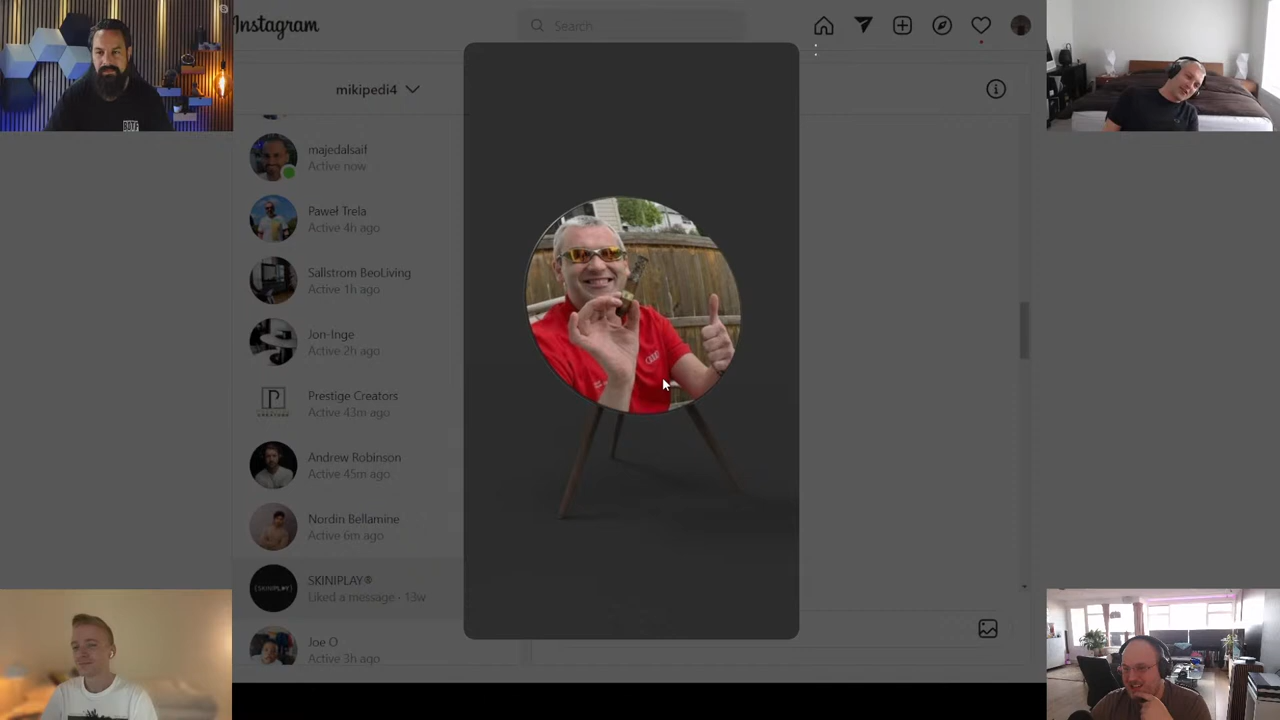 Instagram
Search
mikipedi4
majedalsaif
Active now
Paweł Trela
Active 4h ago
Sallstrom BeoLiving
Active 1h ago
Jon-Inge
Active 2h ago
Prestige Creators
Active 43m ago
Andrew Robinson
Active 45m ago
Nordin Bellamine
Active 6m ago
SKINIPLAY®
Liked a message · 13w
Joe O
Active 3h ago